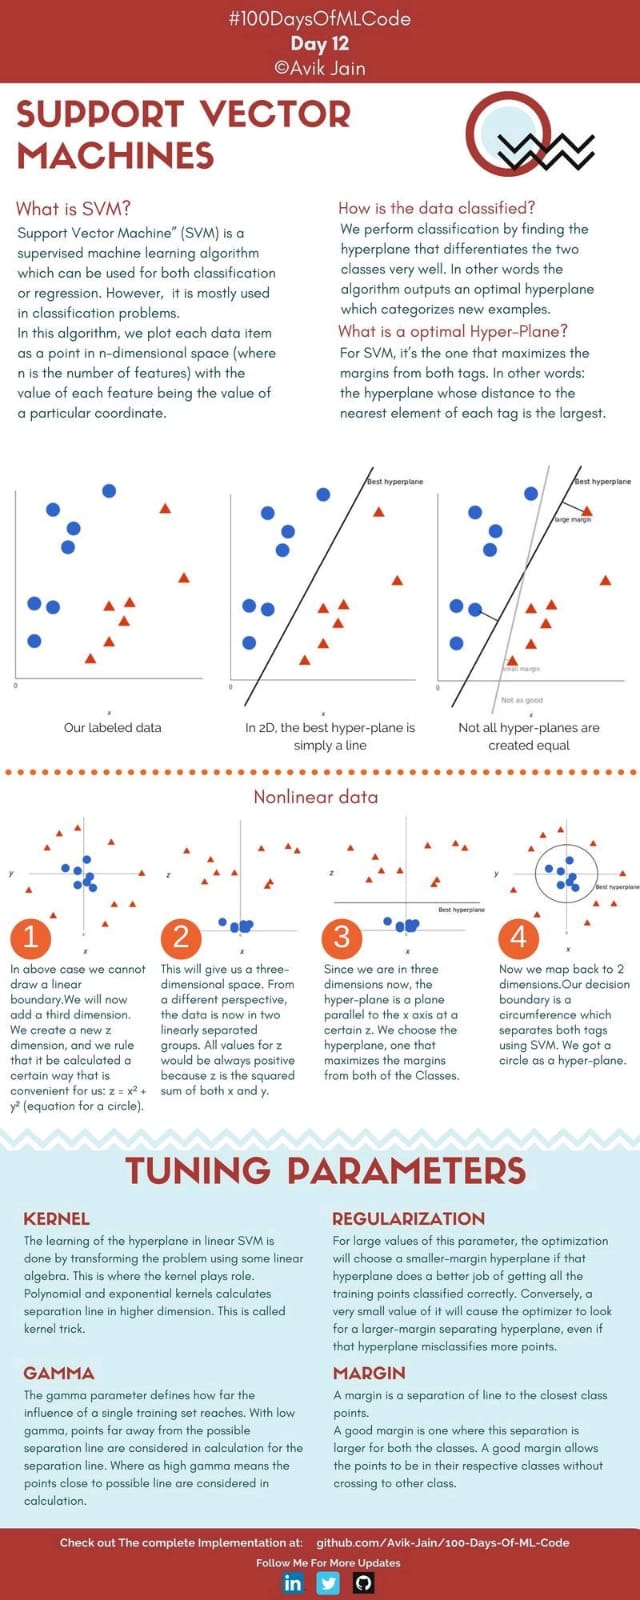 #100DaysOfMLCode
Day 12
©Avik Jain
SUPPORT VECTOR
MACHINES
What is SVM?
Support Vector Machine” (SVM) is a
supervised machine learning algorithm
which can be used for both classification
or regression. However,  it is mostly used
in classification problems.
In this algorithm, we plot each data item
as a point in n-dimensional space (where
n is the number of features) with the
value of each feature being the value of
a particular coordinate.
How is the data classified?
We perform classification by finding the
hyperplane that differentiates the two
classes very well. In other words the
algorithm outputs an optimal hyperplane
which categorizes new examples.
What is a optimal Hyper-Plane?
For SVM, it's the one that maximizes the
margins from both tags. In other words:
the hyperplane whose distance to the
nearest element of each tag is the largest.
0
x
Our labeled data
Best hyperplane
0
x
In 2D, the best hyper-plane is
simply a line
Best hyperplane
large margin
small margin
0
Not as good
x
Not all hyper-planes are
created equal
Nonlinear data
y
x
1
In above case we cannot
draw a linear
boundary.We will now
add a third dimension.
We create a new z
dimension, and we rule
that it be calculated a
certain way that is
convenient for us: z = x² +
y² (equation for a circle).
z
x
2
This will give us a three-
dimensional space. From
a different perspective,
the data is now in two
linearly separated
groups. All values for z
would be always positive
because z is the squared
sum of both x and y.
z
Best hyperplane
x
3
Since we are in three
dimensions now, the
hyper-plane is a plane
parallel to the x axis at a
certain z. We choose the
hyperplane, one that
maximizes the margins
from both of the Classes.
y
Best hyperplane
x
4
Now we map back to 2
dimensions.Our decision
boundary is a
circumference which
separates both tags
using SVM. We got a
circle as a hyper-plane.
TUNING PARAMETERS
KERNEL
The learning of the hyperplane in linear SVM is
done by transforming the problem using some linear
algebra. This is where the kernel plays role.
Polynomial and exponential kernels calculates
separation line in higher dimension. This is called
kernel trick.
REGULARIZATION
For large values of this parameter, the optimization
will choose a smaller-margin hyperplane if that
hyperplane does a better job of getting all the
training points classified correctly. Conversely, a
very small value of it will cause the optimizer to look
for a larger-margin separating hyperplane, even if
that hyperplane misclassifies more points.
GAMMA
The gamma parameter defines how far the
influence of a single training set reaches. With low
gamma, points far away from the possible
separation line are considered in calculation for the
separation line. Where as high gamma means the
points close to possible line are considered in
calculation.
MARGIN
A margin is a separation of line to the closest class
points.
A good margin is one where this separation is
larger for both the classes. A good margin allows
the points to be in their respective classes without
crossing to other class.
Check out The complete Implementation at:    github.com/Avik-Jain/100-Days-Of-ML-Code
Follow Me For More Updates
in